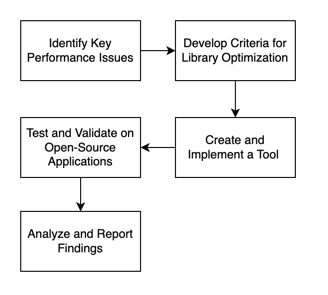 Identify Key
Performance Issues
Develop Criteria for
Library Optimization
Create and
Implement a Tool
Test and Validate on
Open-Source
Applications
Analyze and Report
Findings